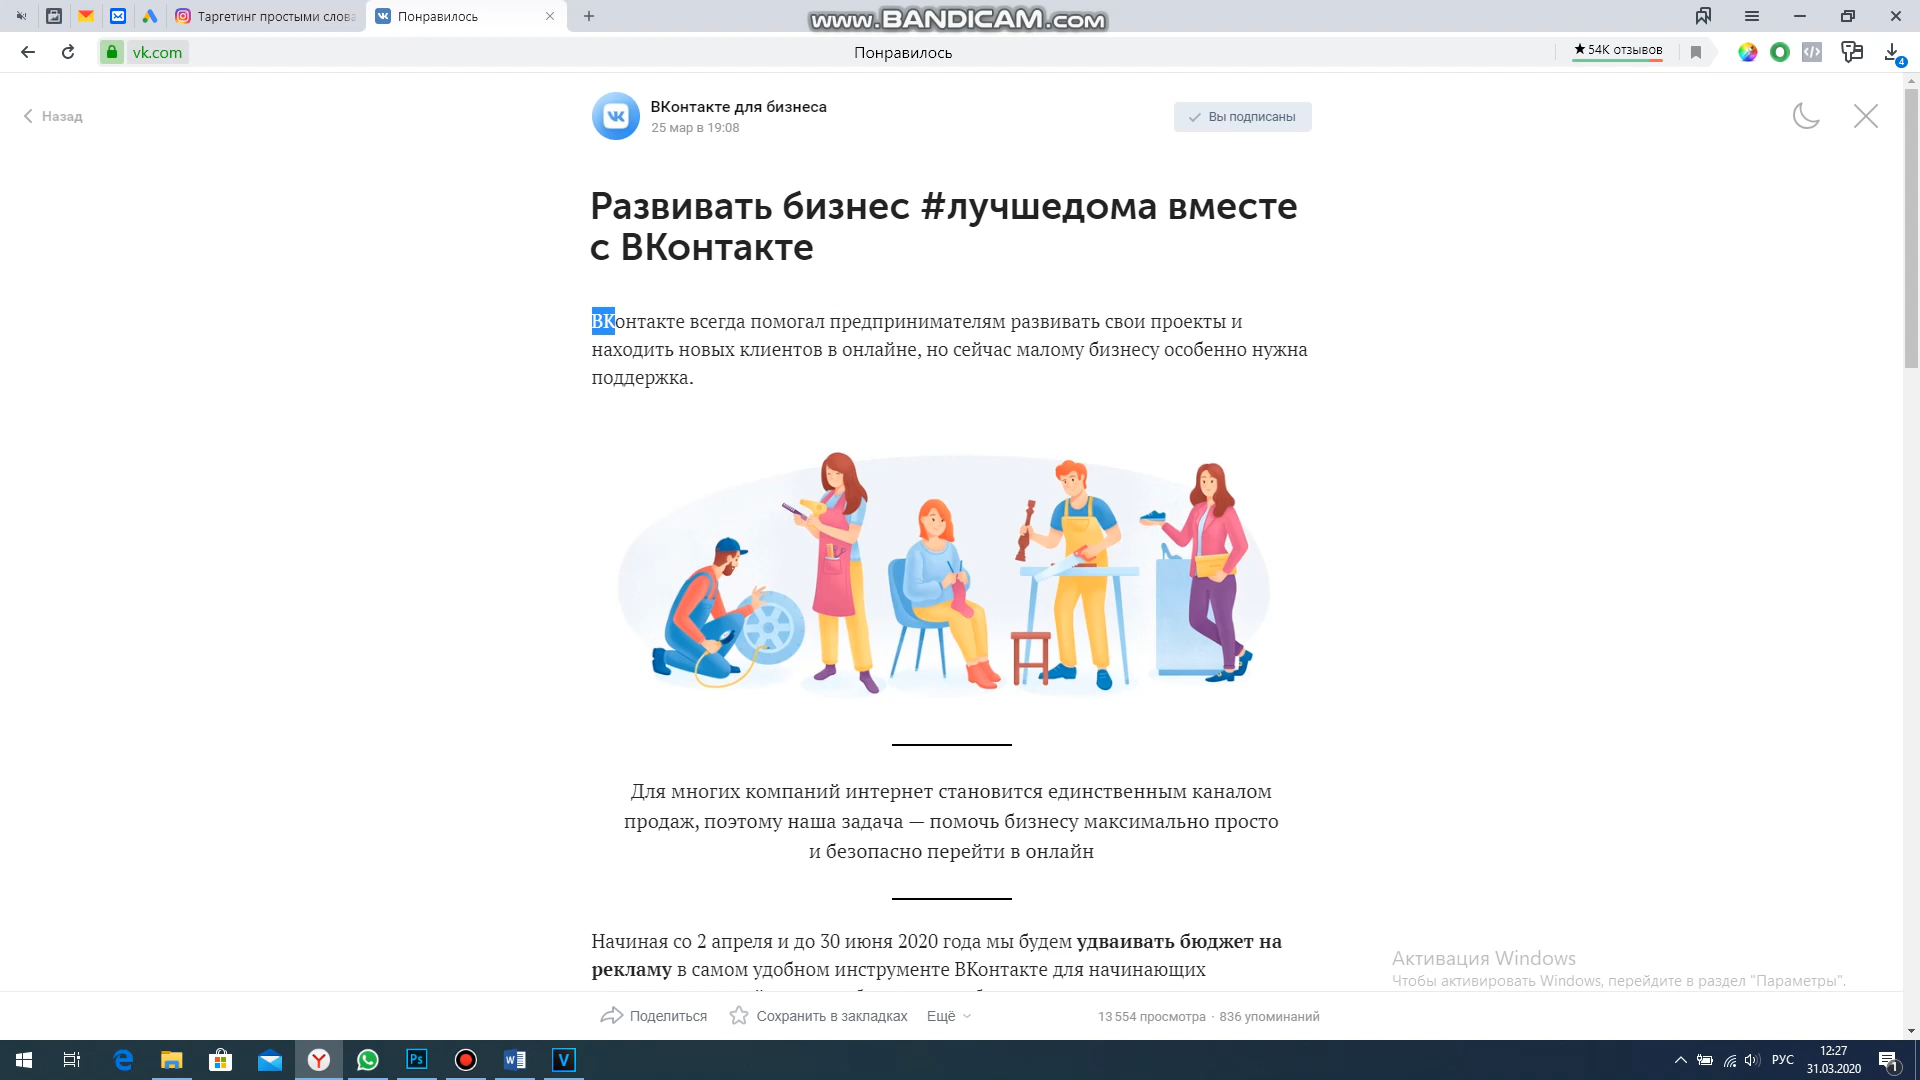 Таргетинг простыми слова
Понравилось
www.BANDICAM.com
vk.com
Понравилось
★54K отзывов
4
Назад
ВКонтакте для бизнеса
25 мар в 19:08
Вы подписаны
Развивать бизнес #лучшедома вместе
с ВКонтакте
ВКонтакте всегда помогал предпринимателям развивать свои проекты и
находить новых клиентов в онлайне, но сейчас малому бизнесу особенно нужна
поддержка.
Для многих компаний интернет становится единственным каналом
продаж, поэтому наша задача — помочь бизнесу максимально просто
и безопасно перейти в онлайн
Начиная со 2 апреля и до 30 июня 2020 года мы будем удваивать бюджет на
рекламу в самом удобном инструменте ВКонтакте для начинающих
Активация Windows
Чтобы активировать Windows, перейдите в раздел "Параметры".
Поделиться
Сохранить в закладках
Ещё
13 554 просмотра · 836 упоминаний
Ps
V
РУС
12:27
31.03.2020
1